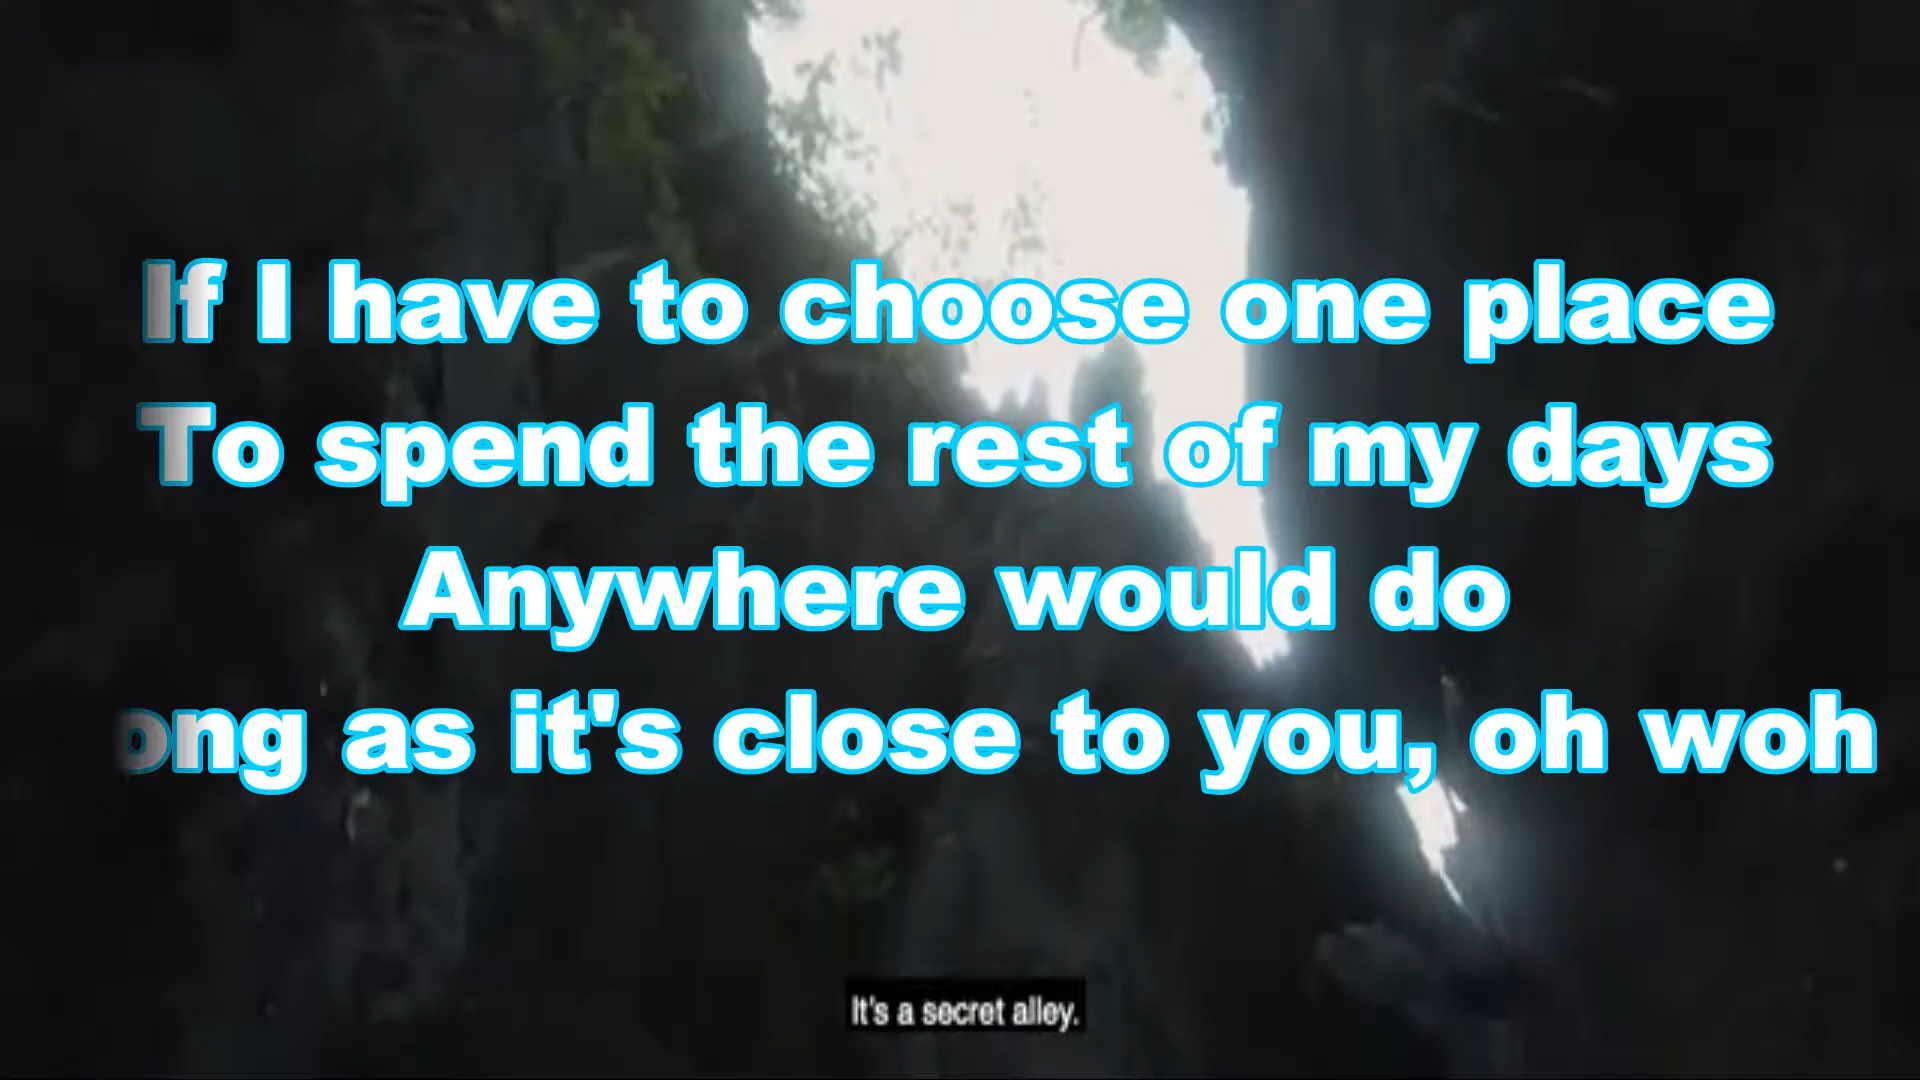 If I have to choose one place
To spend the rest of my days
Anywhere would do
ong as it's close to you, oh woh
It's a secret alley.